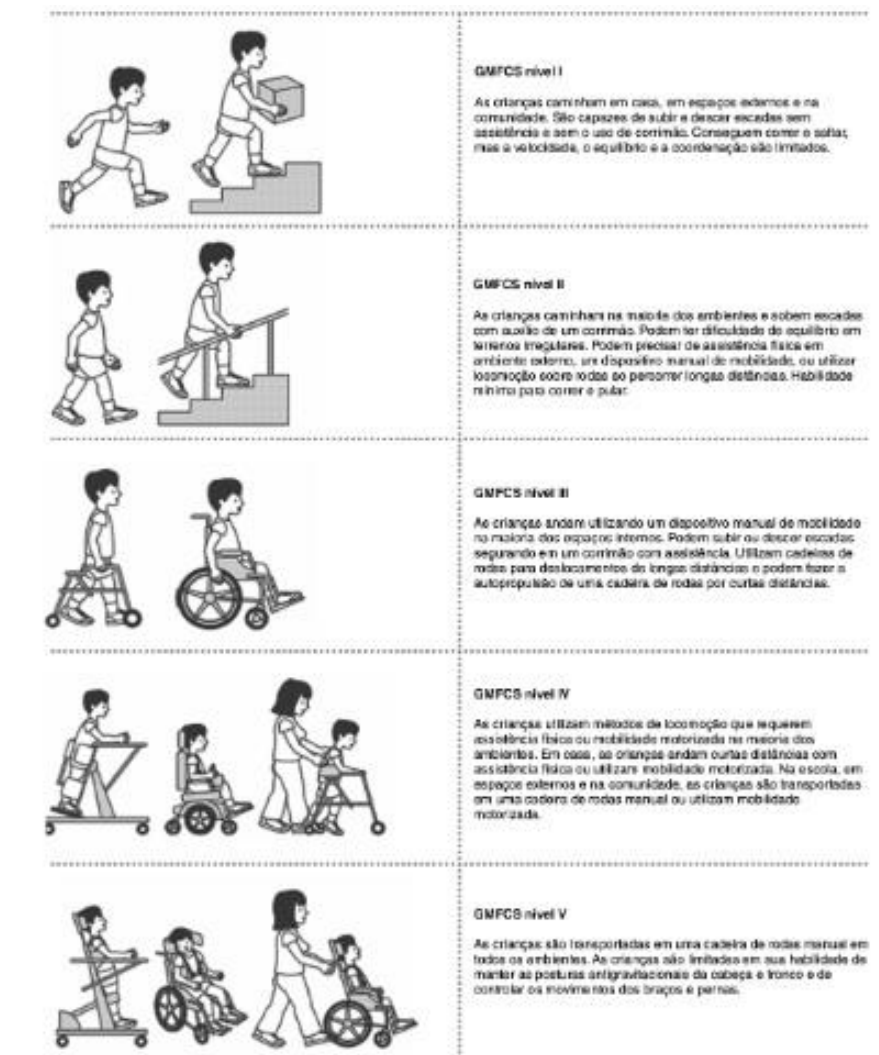 GMFCS nível I
As crianças caminham em casa, em espaços externos e na
comunidade. São capazes de subir e descer escadas sem
assistência e sem o uso de corrimão. Conseguem correr e saltar,
mas a velocidade, o equilíbrio e a coordenação são limitados.
GMFCS nível II
As crianças caminham na maioria dos ambientes e sobem escadas
com auxílio de um corrimão. Podem ter dificuldade de equilíbrio em
terrenos irregulares. Podem precisar de assistência física em
ambiente externo, um dispositivo manual de mobilidade, ou utilizar
locomoção sobre rodas ao percorrer longas distâncias. Habilidade
mínima para correr e pular.
GMFCS nível III
As crianças andam utilizando um dispositivo manual de mobilidade
na maioria dos espaços internos. Podem subir ou descer escadas
segurando em um corrimão com assistência. Utilizam cadeiras de
rodas para deslocamentos de longas distâncias e podem fazer a
autopropulsão de uma cadeira de rodas por curtas distâncias.
GMFCS nível IV
As crianças utilizam métodos de locomoção que requerem
assistência física ou mobilidade motorizada na maioria dos
ambientes. Em casa, as crianças andam curtas distâncias com
assistência física ou utilizam mobilidade motorizada. Na escola, em
espaços externos e na comunidade, as crianças são transportadas
em uma cadeira de rodas manual ou utilizam mobilidade
motorizada.
GMFCS nível V
As crianças são transportadas em uma cadeira de rodas manual em
todos os ambientes. As crianças são limitadas em sua habilidade de
manter as posturas antigravitacionais da cabeça e tronco e de
controlar os movimentos dos braços e pernas.